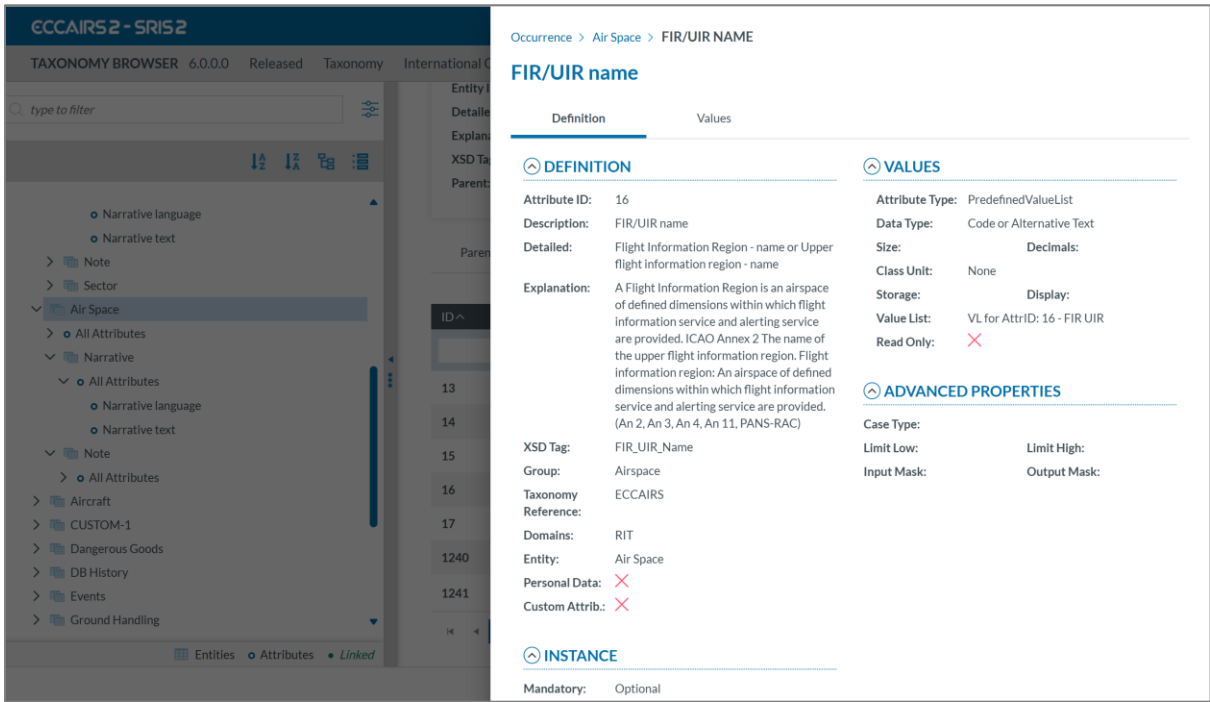 ECCAIRS 2 - SRIS 2
TAXONOMY BROWSER 6.0.0.0 Released Taxonomy International
type to filter
Narrative language
Narrative text
Note
Sector
Air Space
All Attributes
Narrative
All Attributes
Narrative language
Narrative text
Note
All Attributes
Aircraft
CUSTOM-1
Dangerous Goods
DB History
Events
Ground Handling
Entities Attributes Linked
Entity
Detaile
Explana
XSD Ta
Parent:
Paren
ID
13
14
15
16
17
1240
1241
Occurrence > Air Space > FIR/UIR NAME
FIR/UIR name
Definition Values
DEFINITION
Attribute ID: 16
Description: FIR/UIR name
Detailed: Flight Information Region - name or Upper
flight information region - name
Explanation: A Flight Information Region is an airspace
of defined dimensions within which flight
information service and alerting service
are provided. ICAO Annex 2 The name of
the upper flight information region. Flight
information region: An airspace of defined
dimensions within which flight information
service and alerting service are provided.
(An 2, An 3, An 4, An 11, PANS-RAC)
XSD Tag: FIR_UIR_Name
Group: Airspace
Taxonomy ECCAIRS
Reference:
Domains: RIT
Entity: Air Space
Personal Data:
Custom Attrib.:
INSTANCE
Mandatory: Optional
VALUES
Attribute Type: PredefinedValueList
Data Type: Code or Alternative Text
Size: Decimals:
Class Unit: None
Storage: Display:
Value List: VL for AttrID: 16 - FIR UIR
Read Only:
ADVANCED PROPERTIES
Case Type:
Limit Low: Limit High:
Input Mask: Output Mask: